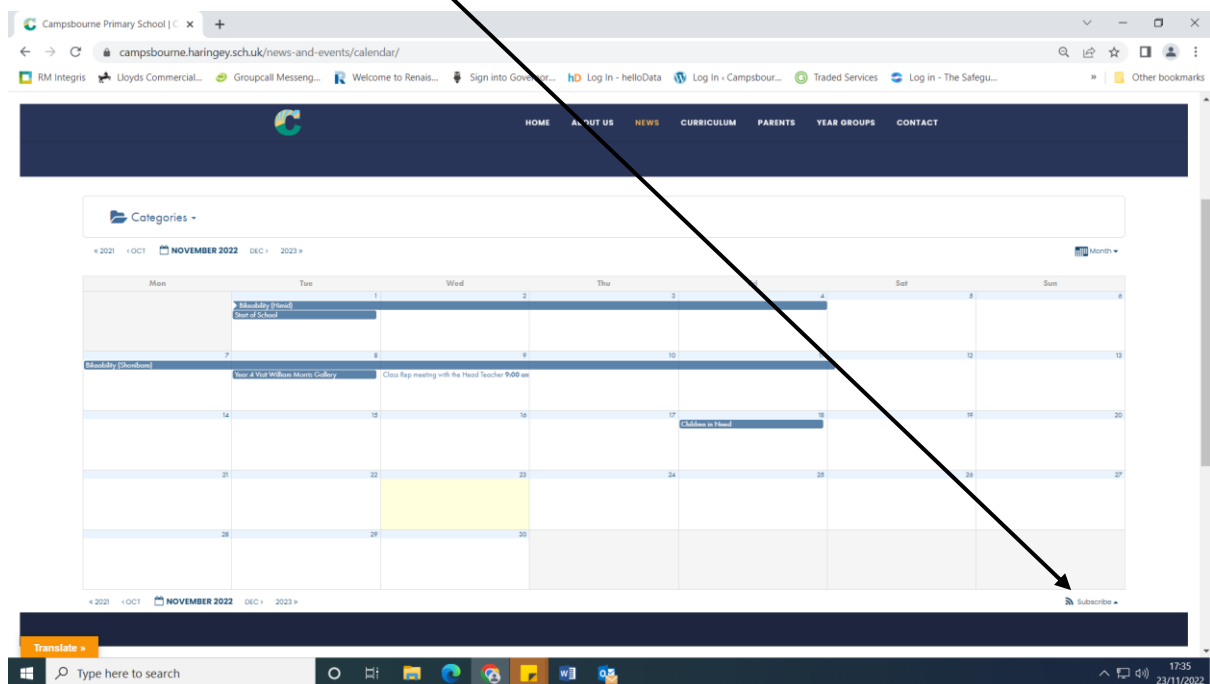 Campsbourne Primary School | C
campsbourne.haringey.sch.uk/news-and-events/calendar/
RM Integris Lloyds Commercial... Groupcall Messeng... Welcome to Renais... Sign into Governor... hD Log In - helloData Log In ‹ Campsbour... Traded Services Log in - The Safegu... » Other bookmarks
HOME ABOUT US NEWS CURRICULUM PARENTS YEAR GROUPS CONTACT
Categories
« 2021 ‹ OCT NOVEMBER 2022 DEC › 2023 » Month
Mon Tue Wed Thu Sat Sun
1 2 3 4 5 6
Bikeability (Himid)
Start of School
7 8 9 10 12 13
Bikeability (Shonibare)
Year 4 Visit William Morris Gallery Class Rep meeting with the Head Teacher 9:00 am
14 15 16 17 18 19 20
Children in Need
21 22 23 24 25 26 27
28 29 30
« 2021 ‹ OCT NOVEMBER 2022 DEC › 2023 » Subscribe
Translate »
Type here to search 17:35
23/11/2022